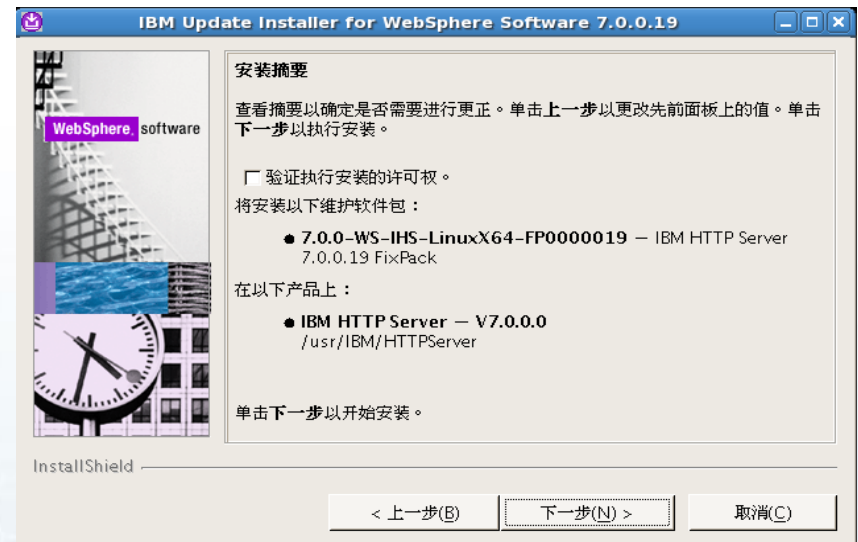 IBM Update Installer for WebSphere Software 7.0.0.19
WebSphere. software
安装摘要
查看摘要以确定是否需要进行更正。单击上一步以更改先前面板上的值。单击
下一步以执行安装。
验证执行安装的许可权。
将安装以下维护软件包：
● 7.0.0-WS-IHS-LinuxX64-FP0000019 – IBM HTTP Server
7.0.0.19 FixPack
在以下产品上：
● IBM HTTP Server – V7.0.0.0
/usr/IBM/HTTPServer
单击下一步以开始安装。
InstallShield
< 上一步(B)
下一步(N) >
取消(C)